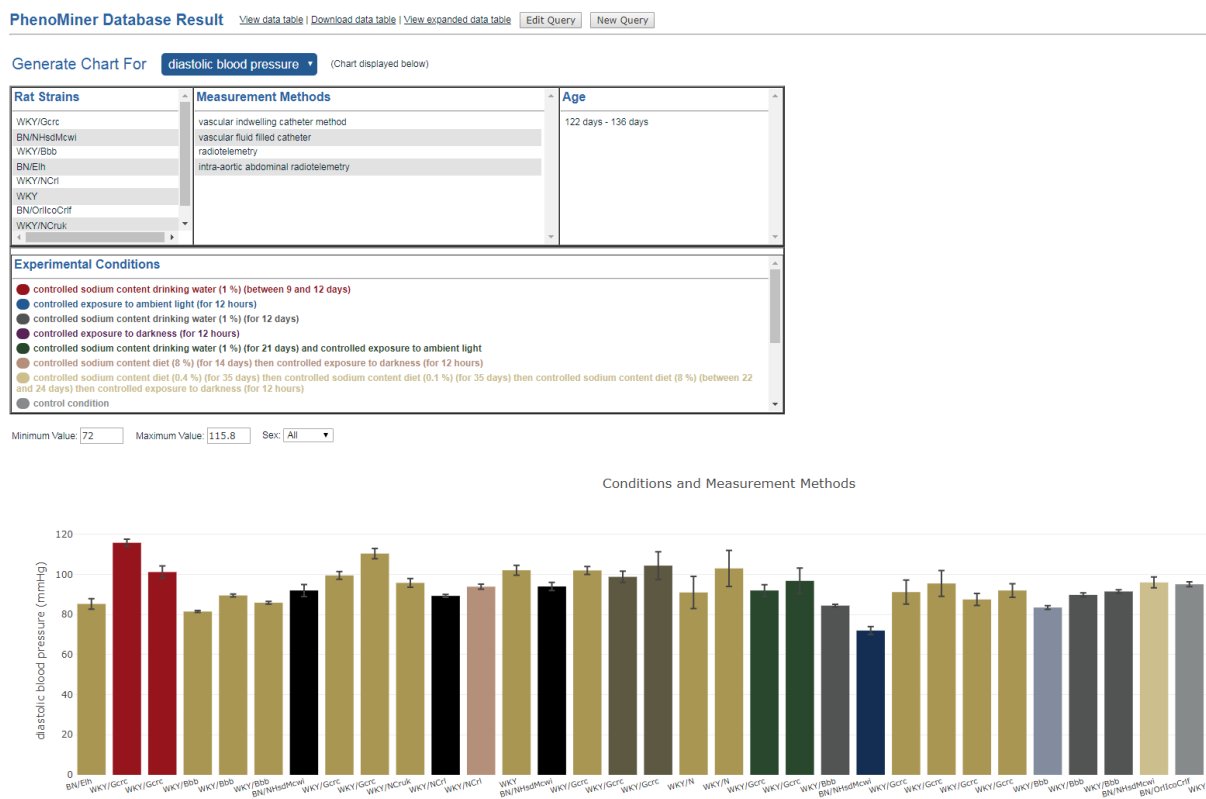 PhenoMiner Database Result View data table | Download data table | View expanded data table Edit Query New Query
Generate Chart For diastolic blood pressure (Chart displayed below)
Rat Strains
WKY/Gcrc
BN/NHsdMcwi
WKY/Bbb
BN/Elh
WKY/NCrl
WKY
BN/OrlIcoCrlf
WKY/NCruk
Measurement Methods
vascular indwelling catheter method
vascular fluid filled catheter
radiotelemetry
intra-aortic abdominal radiotelemetry
Age
122 days - 136 days
Experimental Conditions
controlled sodium content drinking water (1 %) (between 9 and 12 days)
controlled exposure to ambient light (for 12 hours)
controlled sodium content drinking water (1 %) (for 12 days)
controlled exposure to darkness (for 12 hours)
controlled sodium content drinking water (1 %) (for 21 days) and controlled exposure to ambient light
controlled sodium content diet (8 %) (for 14 days) then controlled exposure to darkness (for 12 hours)
controlled sodium content diet (0.4 %) (for 35 days) then controlled sodium content diet (0.1 %) (for 35 days) then controlled sodium content diet (8 %) (between 22
and 24 days) then controlled exposure to darkness (for 12 hours)
control condition
Minimum Value: 72 Maximum Value: 115.8 Sex: All
Conditions and Measurement Methods
diastolic blood pressure (mmHg)
120
100
80
60
40
20
0
BN/Elh WKY/Gcrc WKY/Gcrc WKY/Bbb WKY/Bbb WKY/Bbb BN/NHsdMcwi WKY/Gcrc WKY/Gcrc WKY/NCruk WKY/NCrl WKY/NCrl WKY BN/NHsdMcwi WKY/Gcrc WKY/Gcrc WKY/Gcrc WKY/N WKY/N WKY/Gcrc WKY/Gcrc WKY/Bbb BN/NHsdMcwi WKY/Gcrc WKY/Gcrc WKY/Gcrc WKY/Gcrc WKY/Bbb WKY/Bbb WKY/Bbb BN/NHsdMcwi BN/OrlIcoCrlf WKY